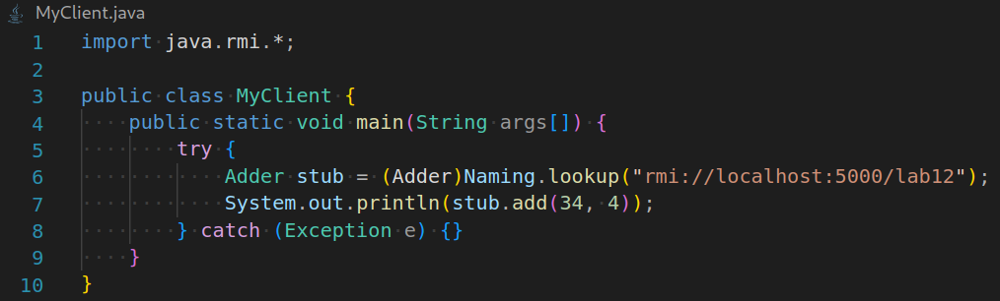 MyClient.java
1 import java.rmi.*;
2
3 public class MyClient {
4     public static void main(String args[]) {
5         try {
6             Adder stub = (Adder)Naming.lookup("rmi://localhost:5000/lab12");
7             System.out.println(stub.add(34, 4));
8         } catch (Exception e) {}
9     }
10 }